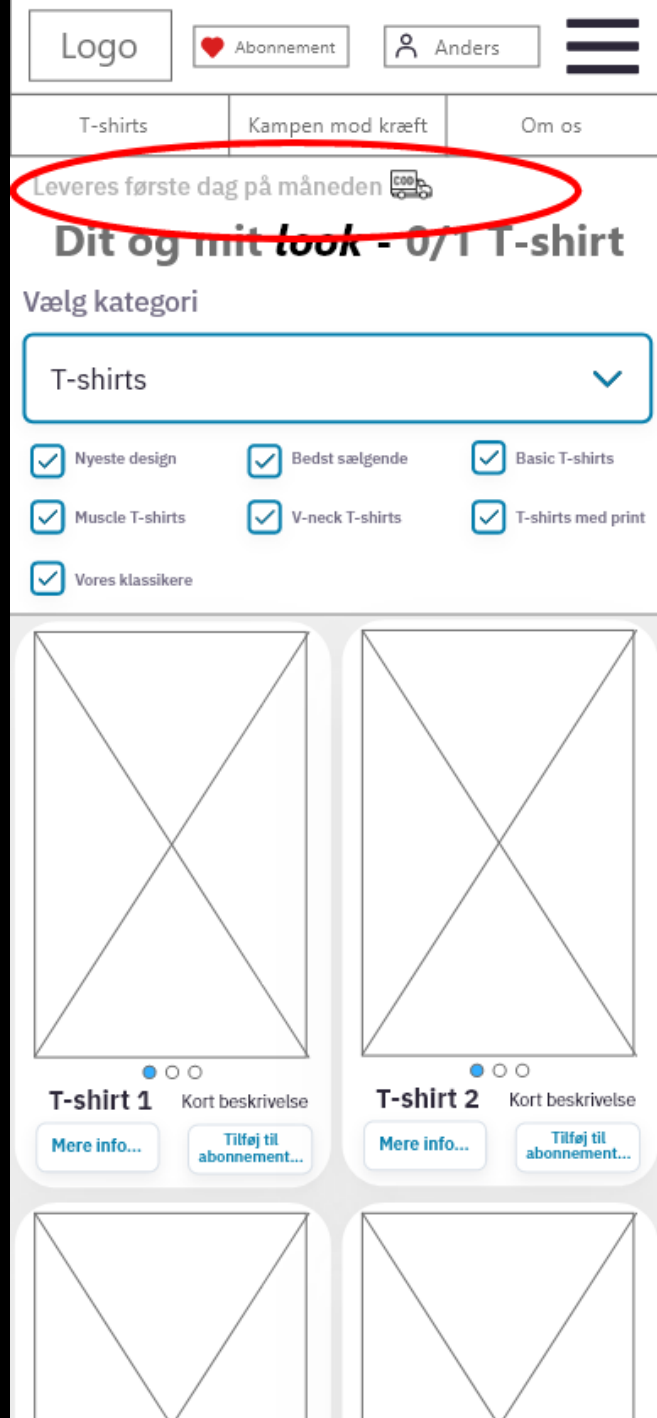 Logo
Abonnement
Anders
T-shirts
Kampen mod kræft
Om os
Leveres første dag på måneden
Dit og mit look - 0/1 T-shirt
Vælg kategori
T-shirts
Nyeste design
Bedst sælgende
Basic T-shirts
Muscle T-shirts
V-neck T-shirts
T-shirts med print
Vores klassikere
T-shirt 1
Kort beskrivelse
Mere info...
Tilføj til
abonnement...
T-shirt 2
Kort beskrivelse
Mere info...
Tilføj til
abonnement...